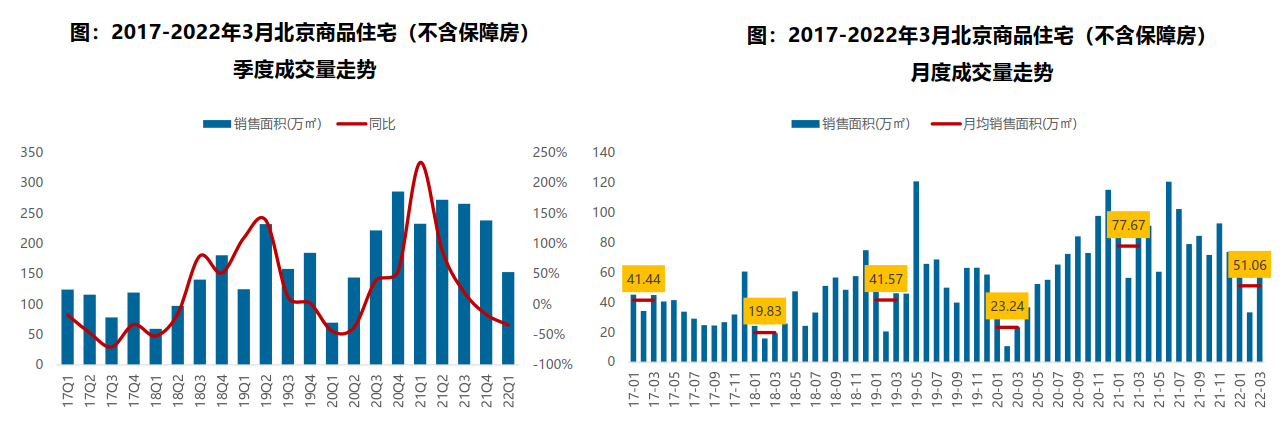 图：2017-2022年3月北京商品住宅（不含保障房）
季度成交量走势
销售面积(万㎡)
同比
350
300
250
200
150
100
50
0
250%
200%
150%
100%
50%
0%
-50%
-100%
17Q1
17Q2
17Q3
17Q4
18Q1
18Q2
18Q3
18Q4
19Q1
19Q2
19Q3
19Q4
20Q1
20Q2
20Q3
20Q4
21Q1
21Q2
21Q3
21Q4
22Q1
图：2017-2022年3月北京商品住宅（不含保障房）
月度成交量走势
销售面积(万㎡)
月均销售面积(万㎡)
140
120
100
80
60
40
20
0
41.44
19.83
41.57
23.24
77.67
51.06
17-01
17-03
17-05
17-07
17-09
17-11
18-01
18-03
18-05
18-07
18-09
18-11
19-01
19-03
19-05
19-07
19-09
19-11
20-01
20-03
20-05
20-07
20-09
20-11
21-01
21-03
21-05
21-07
21-09
21-11
22-01
22-03